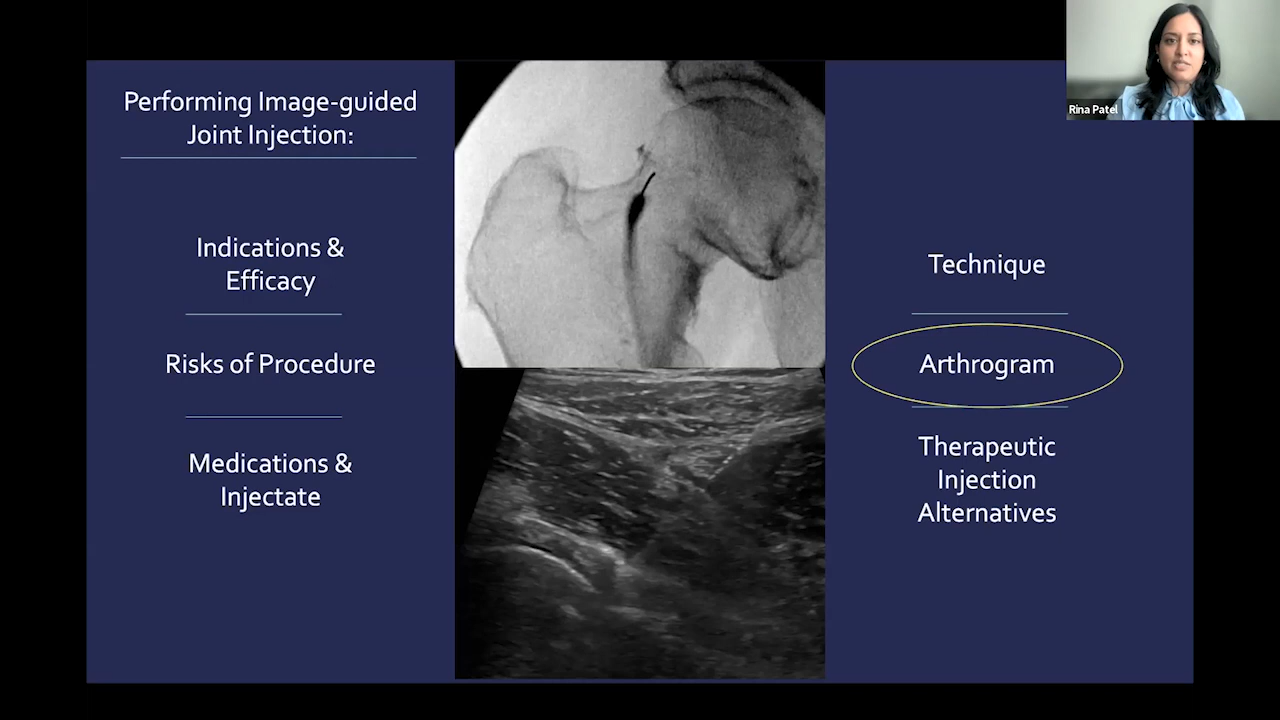 Performing Image-guided
Joint Injection:
Indications &
Efficacy
Risks of Procedure
Medications &
Injectate
Technique
Arthrogram
Therapeutic
Injection
Alternatives
Rina Patel